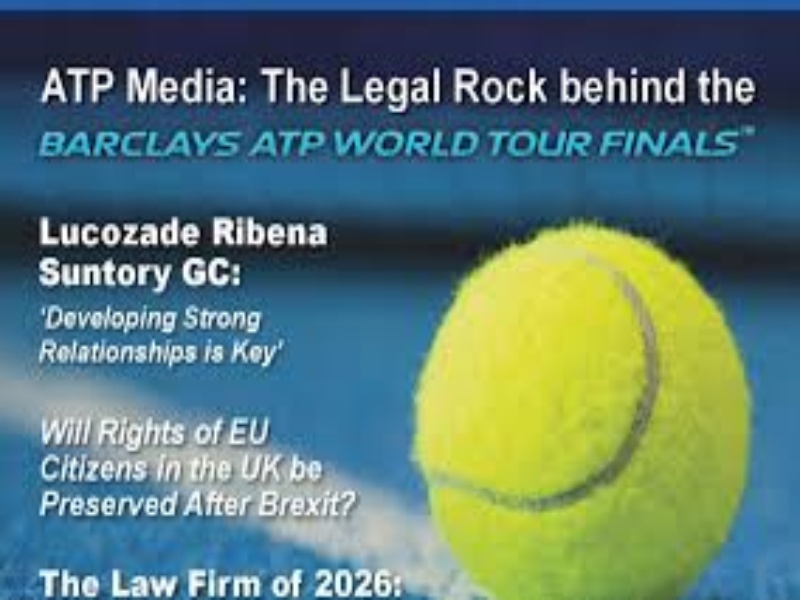 ATP Media: The Legal Rock behind the
BARCLAYS ATP WORLD TOUR FINALS™
Lucozade Ribena
Suntory GC:
‘Developing Strong
Relationships is Key’
Will Rights of EU
Citizens in the UK be
Preserved After Brexit?
The Law Firm of 2026: